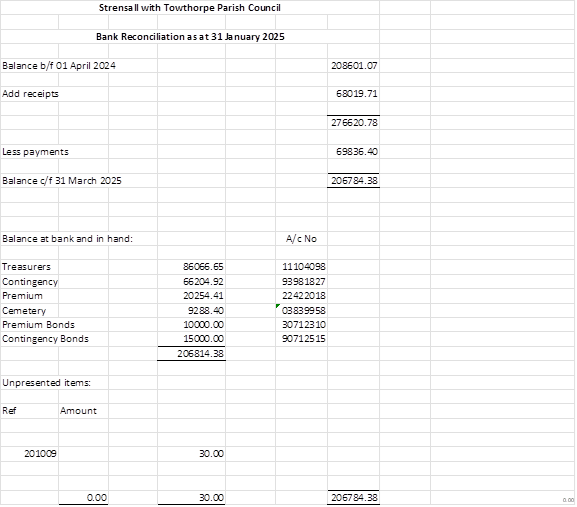 Strensall with Towthorpe Parish Council
Bank Reconciliation as at 31 January 2025
Balance b/f 01 April 2024 208601.07
Add receipts 68019.71
276620.78
Less payments 69836.40
Balance c/f 31 March 2025 206784.38
Balance at bank and in hand: A/c No
Treasurers 86066.65 11104098
Contingency 66204.92 93981827
Premium 20254.41 22422018
Cemetery 9288.40 03839958
Premium Bonds 10000.00 30712310
Contingency Bonds 15000.00 90712515
206814.38
Unpresented items:
Ref Amount
201009 30.00
0.00 30.00 206784.38 0.00